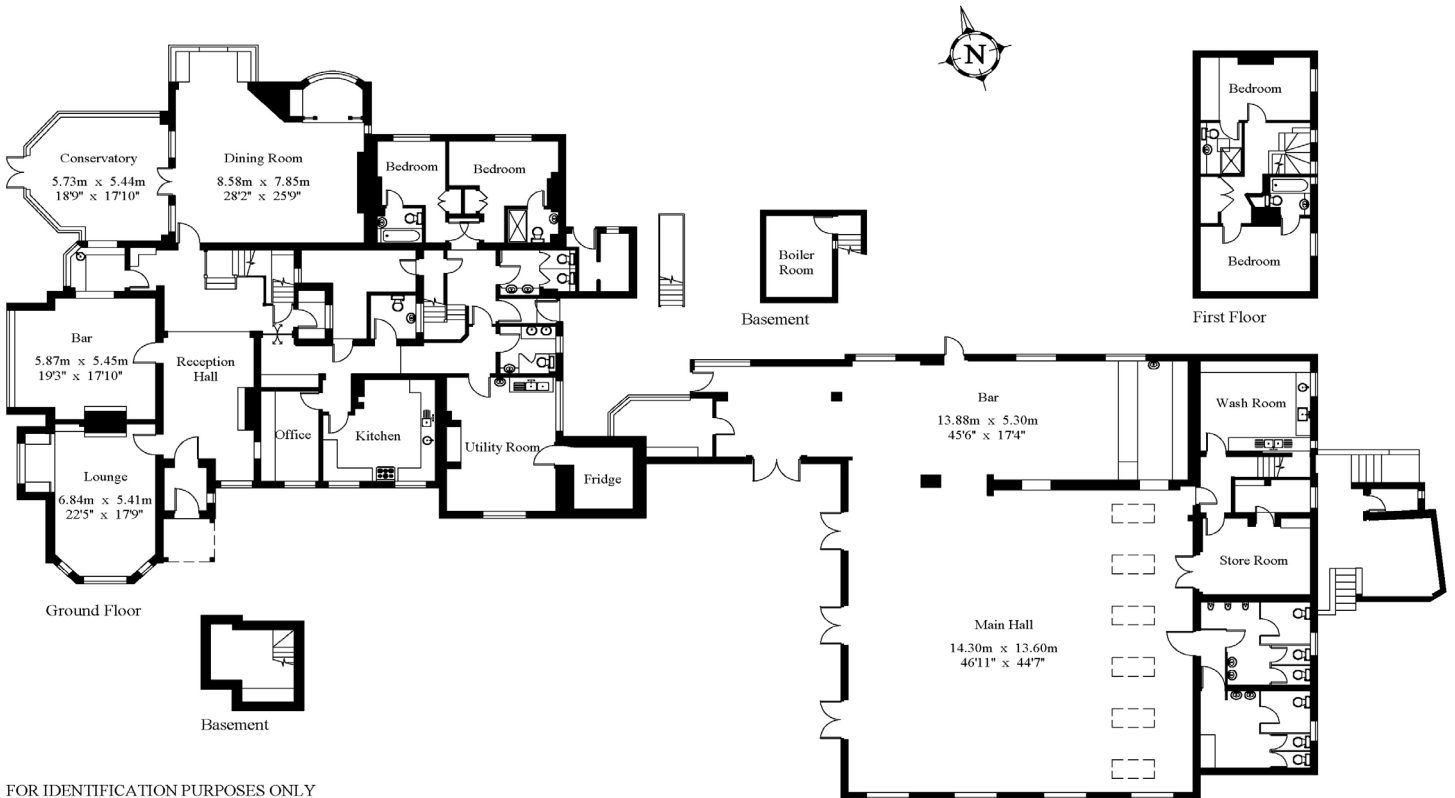 N
Bedroom
Conservatory
5.73m x 5.44m
18'9" x 17'10"
Dining Room
8.58m x 7.85m
28'2" x 25'9"
Bedroom
Bedroom
Boiler
Room
Basement
Bedroom
First Floor
Bar
5.87m x 5.45m
19'3" x 17'10"
Reception
Hall
Bar
13.88m x 5.30m
45'6" x 17'4"
Wash Room
Office
Kitchen
Utility Room
Fridge
Lounge
6.84m x 5.41m
22'5" x 17'9"
Store Room
Ground Floor
Main Hall
14.30m x 13.60m
46'11" x 44'7"
Basement
FOR IDENTIFICATION PURPOSES ONLY